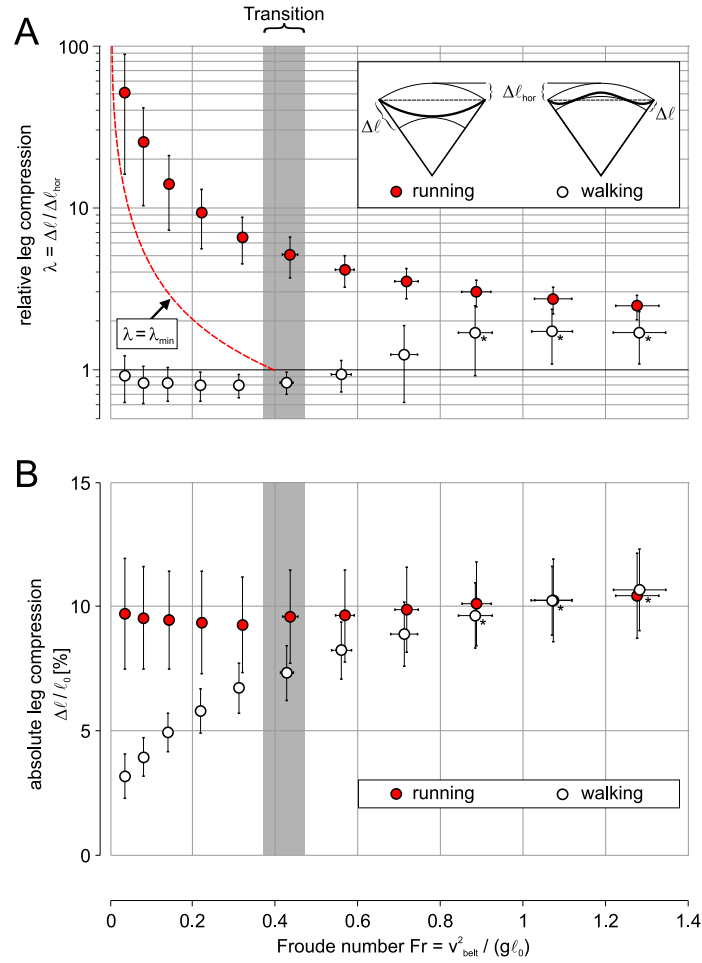 Transition
A
100
10
1
relative leg compression
λ = Δℓ / Δℓhor
Δℓhor
Δℓ
Δℓ
running
walking
λ = λmin
*
*
*
B
15
10
5
0
absolute leg compression
Δℓ / ℓ0 [%]
*
*
*
running
walking
0
0.2
0.4
0.6
0.8
1
1.2
1.4
Froude number Fr = v²belt / (gℓ0)